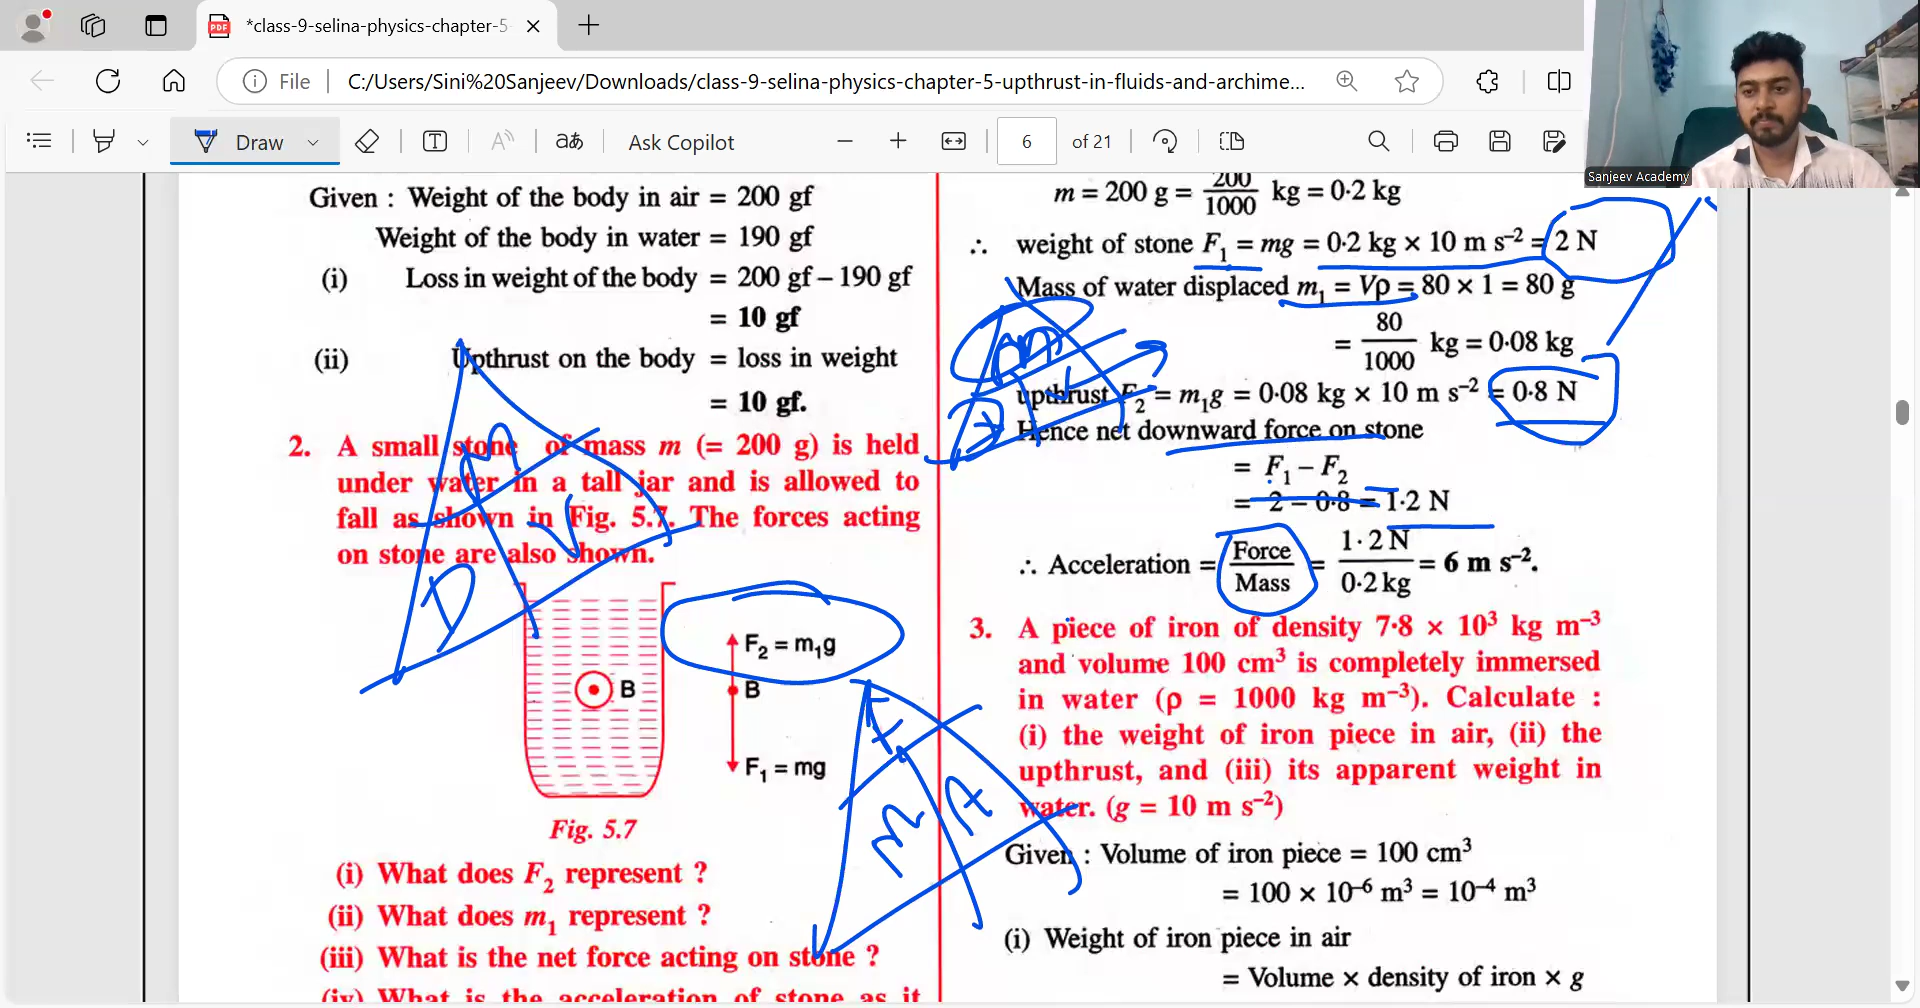 *class-9-selina-physics-chapter-5
File
C:/Users/Sini%20Sanjeev/Downloads/class-9-selina-physics-chapter-5-upthrust-in-fluids-and-archime...
Draw
aあ
Ask Copilot
6 of 21
Sanjeev Academy
Given : Weight of the body in air = 200 gf
Weight of the body in water = 190 gf
(i) Loss in weight of the body = 200 gf – 190 gf
= 10 gf
(ii) Upthrust on the body = loss in weight
= 10 gf.
2. A small stone of mass m (= 200 g) is held
under water in a tall jar and is allowed to
fall as shown in Fig. 5.7. The forces acting
on stone are also shown.
M
V
D
B
F₂ = m₁g
B
F₁ = mg
F
M A
Fig. 5.7
(i) What does F₂ represent ?
(ii) What does m₁ represent ?
(iii) What is the net force acting on stone ?
(iv) What is the acceleration of stone as it
m = 200 g = 200/1000 kg = 0·2 kg
∴ weight of stone F₁ = mg = 0·2 kg × 10 m s⁻² = 2 N
Mass of water displaced m₁ = Vρ = 80 × 1 = 80 g
= 80/1000 kg = 0·08 kg
upthrust F₂ = m₁g = 0·08 kg × 10 m s⁻² = 0·8 N
Hence net downward force on stone
= F₁ – F₂
= 2 – 0·8 = 1·2 N
∴ Acceleration = Force/Mass = 1·2 N/0·2 kg = 6 m s⁻².
3. A piece of iron of density 7·8 × 10³ kg m⁻³
and volume 100 cm³ is completely immersed
in water (ρ = 1000 kg m⁻³). Calculate :
(i) the weight of iron piece in air, (ii) the
upthrust, and (iii) its apparent weight in
water. (g = 10 m s⁻²)
Given : Volume of iron piece = 100 cm³
= 100 × 10⁻⁶ m³ = 10⁻⁴ m³
(i) Weight of iron piece in air
= Volume × density of iron × g